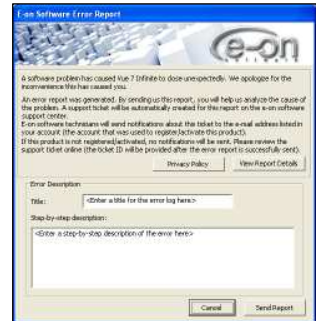 E-on Software Error Report
e-on
software
A software problem has caused Vue 7 Infinite to close unexpectedly. We apologize for the
inconvenience this has caused you.
An error report was generated. By sending us this report, you will help us analyze the cause of
the problem. A support ticket will be automatically created for this report on the e-on software
support center.
E-on software technicians will send notifications about this ticket to the e-mail address listed in
your account (the account that was used to register/activate this product).
If this product is not registered/activated, no notifications will be sent. Please review the
support ticket online (the ticket ID will be provided after the error report is successfully sent).
Privacy Policy
View Report Details
Error Description
Title:
<Enter a title for the error log here>
Step-by-step description:
<Enter a step-by-step description of the error here>
Cancel
Send Report